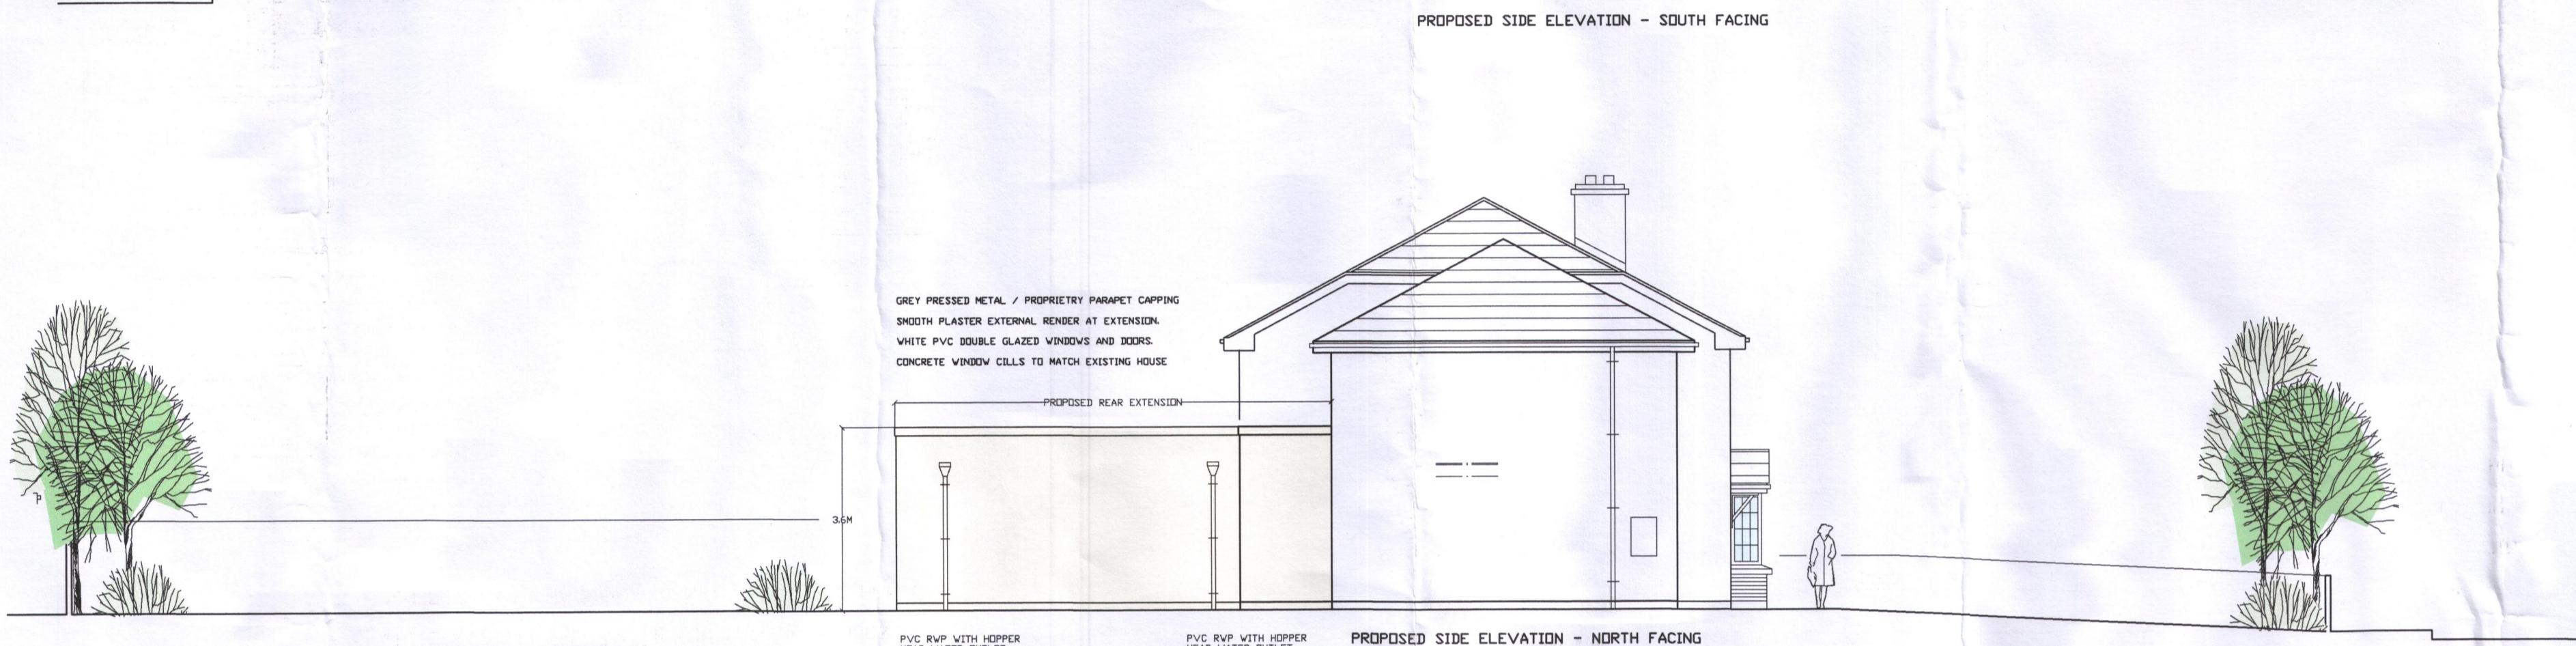 PROPOSED SIDE ELEVATION - SOUTH FACING
GREY PRESSED METAL / PROPRIETRY PARAPET CAPPING
SMOOTH PLASTER EXTERNAL RENDER AT EXTENSION.
WHITE PVC DOUBLE GLAZED WINDOWS AND DOORS.
CONCRETE WINDOW CILLS TO MATCH EXISTING HOUSE
PROPOSED REAR EXTENSION
3.6M
PVC RWP WITH HOPPER
PVC RWP WITH HOPPER
PROPOSED SIDE ELEVATION - NORTH FACING